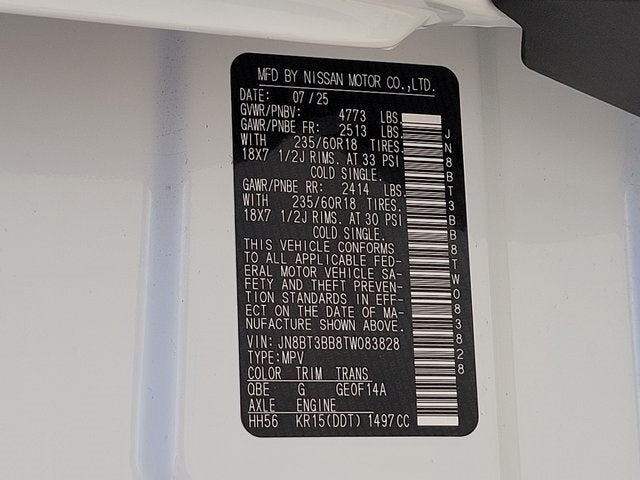 MFD BY NISSAN MOTOR CO.,LTD.
DATE: 07/25
GVWR/PNBV: 4773 LBS
GAWR/PNBE FR: 2513 LBS
WITH 235/60R18 TIRES.
18X7 1/2J RIMS. AT 33 PSI
COLD SINGLE.
GAWR/PNBE RR: 2414 LBS
WITH 235/60R18 TIRES.
18X7 1/2J RIMS. AT 30 PSI
COLD SINGLE.
THIS VEHICLE CONFORMS
TO ALL APPLICABLE FED-
ERAL MOTOR VEHICLE SA-
FETY AND THEFT PREVEN-
TION STANDARDS IN EFF-
ECT ON THE DATE OF MA-
NUFACTURE SHOWN ABOVE.
VIN: JN8BT3BB8TW083828
TYPE:MPV
COLOR TRIM TRANS
QBE G GE0F14A
AXLE ENGINE
HH56 KR15(DDT) 1497CC
JN8BT3BB8TW083828